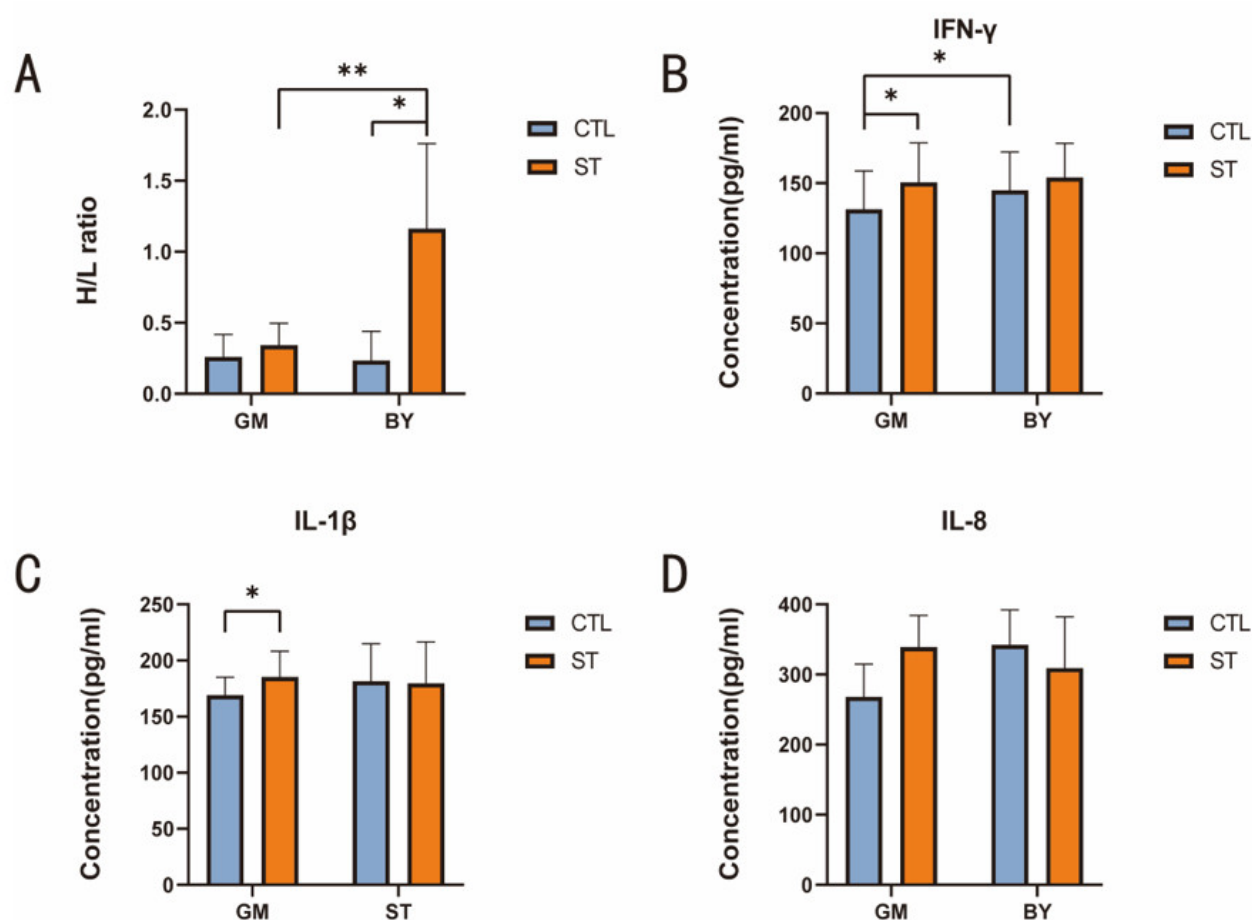 A
H/L ratio
2.0
1.5
1.0
0.5
0.0
**
*
GM
BY
CTL
ST
B
IFN-γ
Concentration(pg/ml)
200
150
100
50
0
*
*
GM
BY
CTL
ST
C
IL-1β
Concentration(pg/ml)
250
200
150
100
50
0
*
GM
ST
CTL
ST
D
IL-8
Concentration(pg/ml)
400
300
200
100
0
GM
BY
CTL
ST